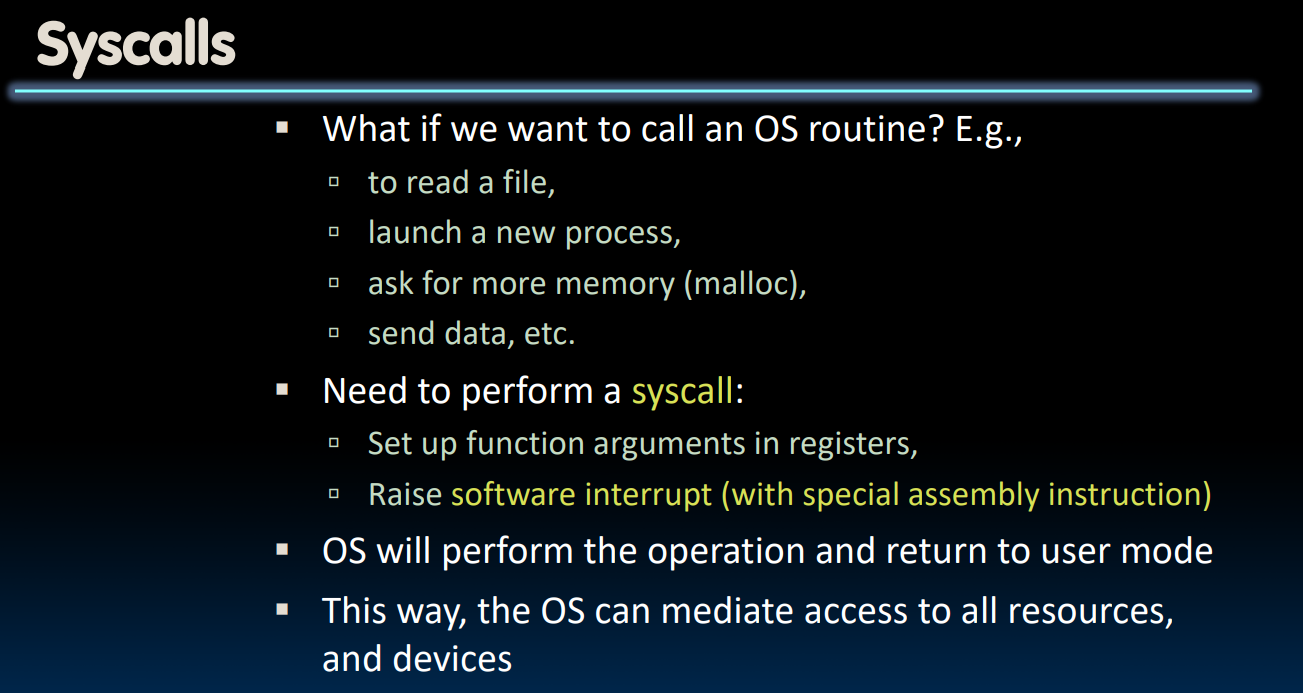 Syscalls
▪ What if we want to call an OS routine? E.g.,
▫ to read a file,
▫ launch a new process,
▫ ask for more memory (malloc),
▫ send data, etc.
▪ Need to perform a syscall:
▫ Set up function arguments in registers,
▫ Raise software interrupt (with special assembly instruction)
▪ OS will perform the operation and return to user mode
▪ This way, the OS can mediate access to all resources,
and devices